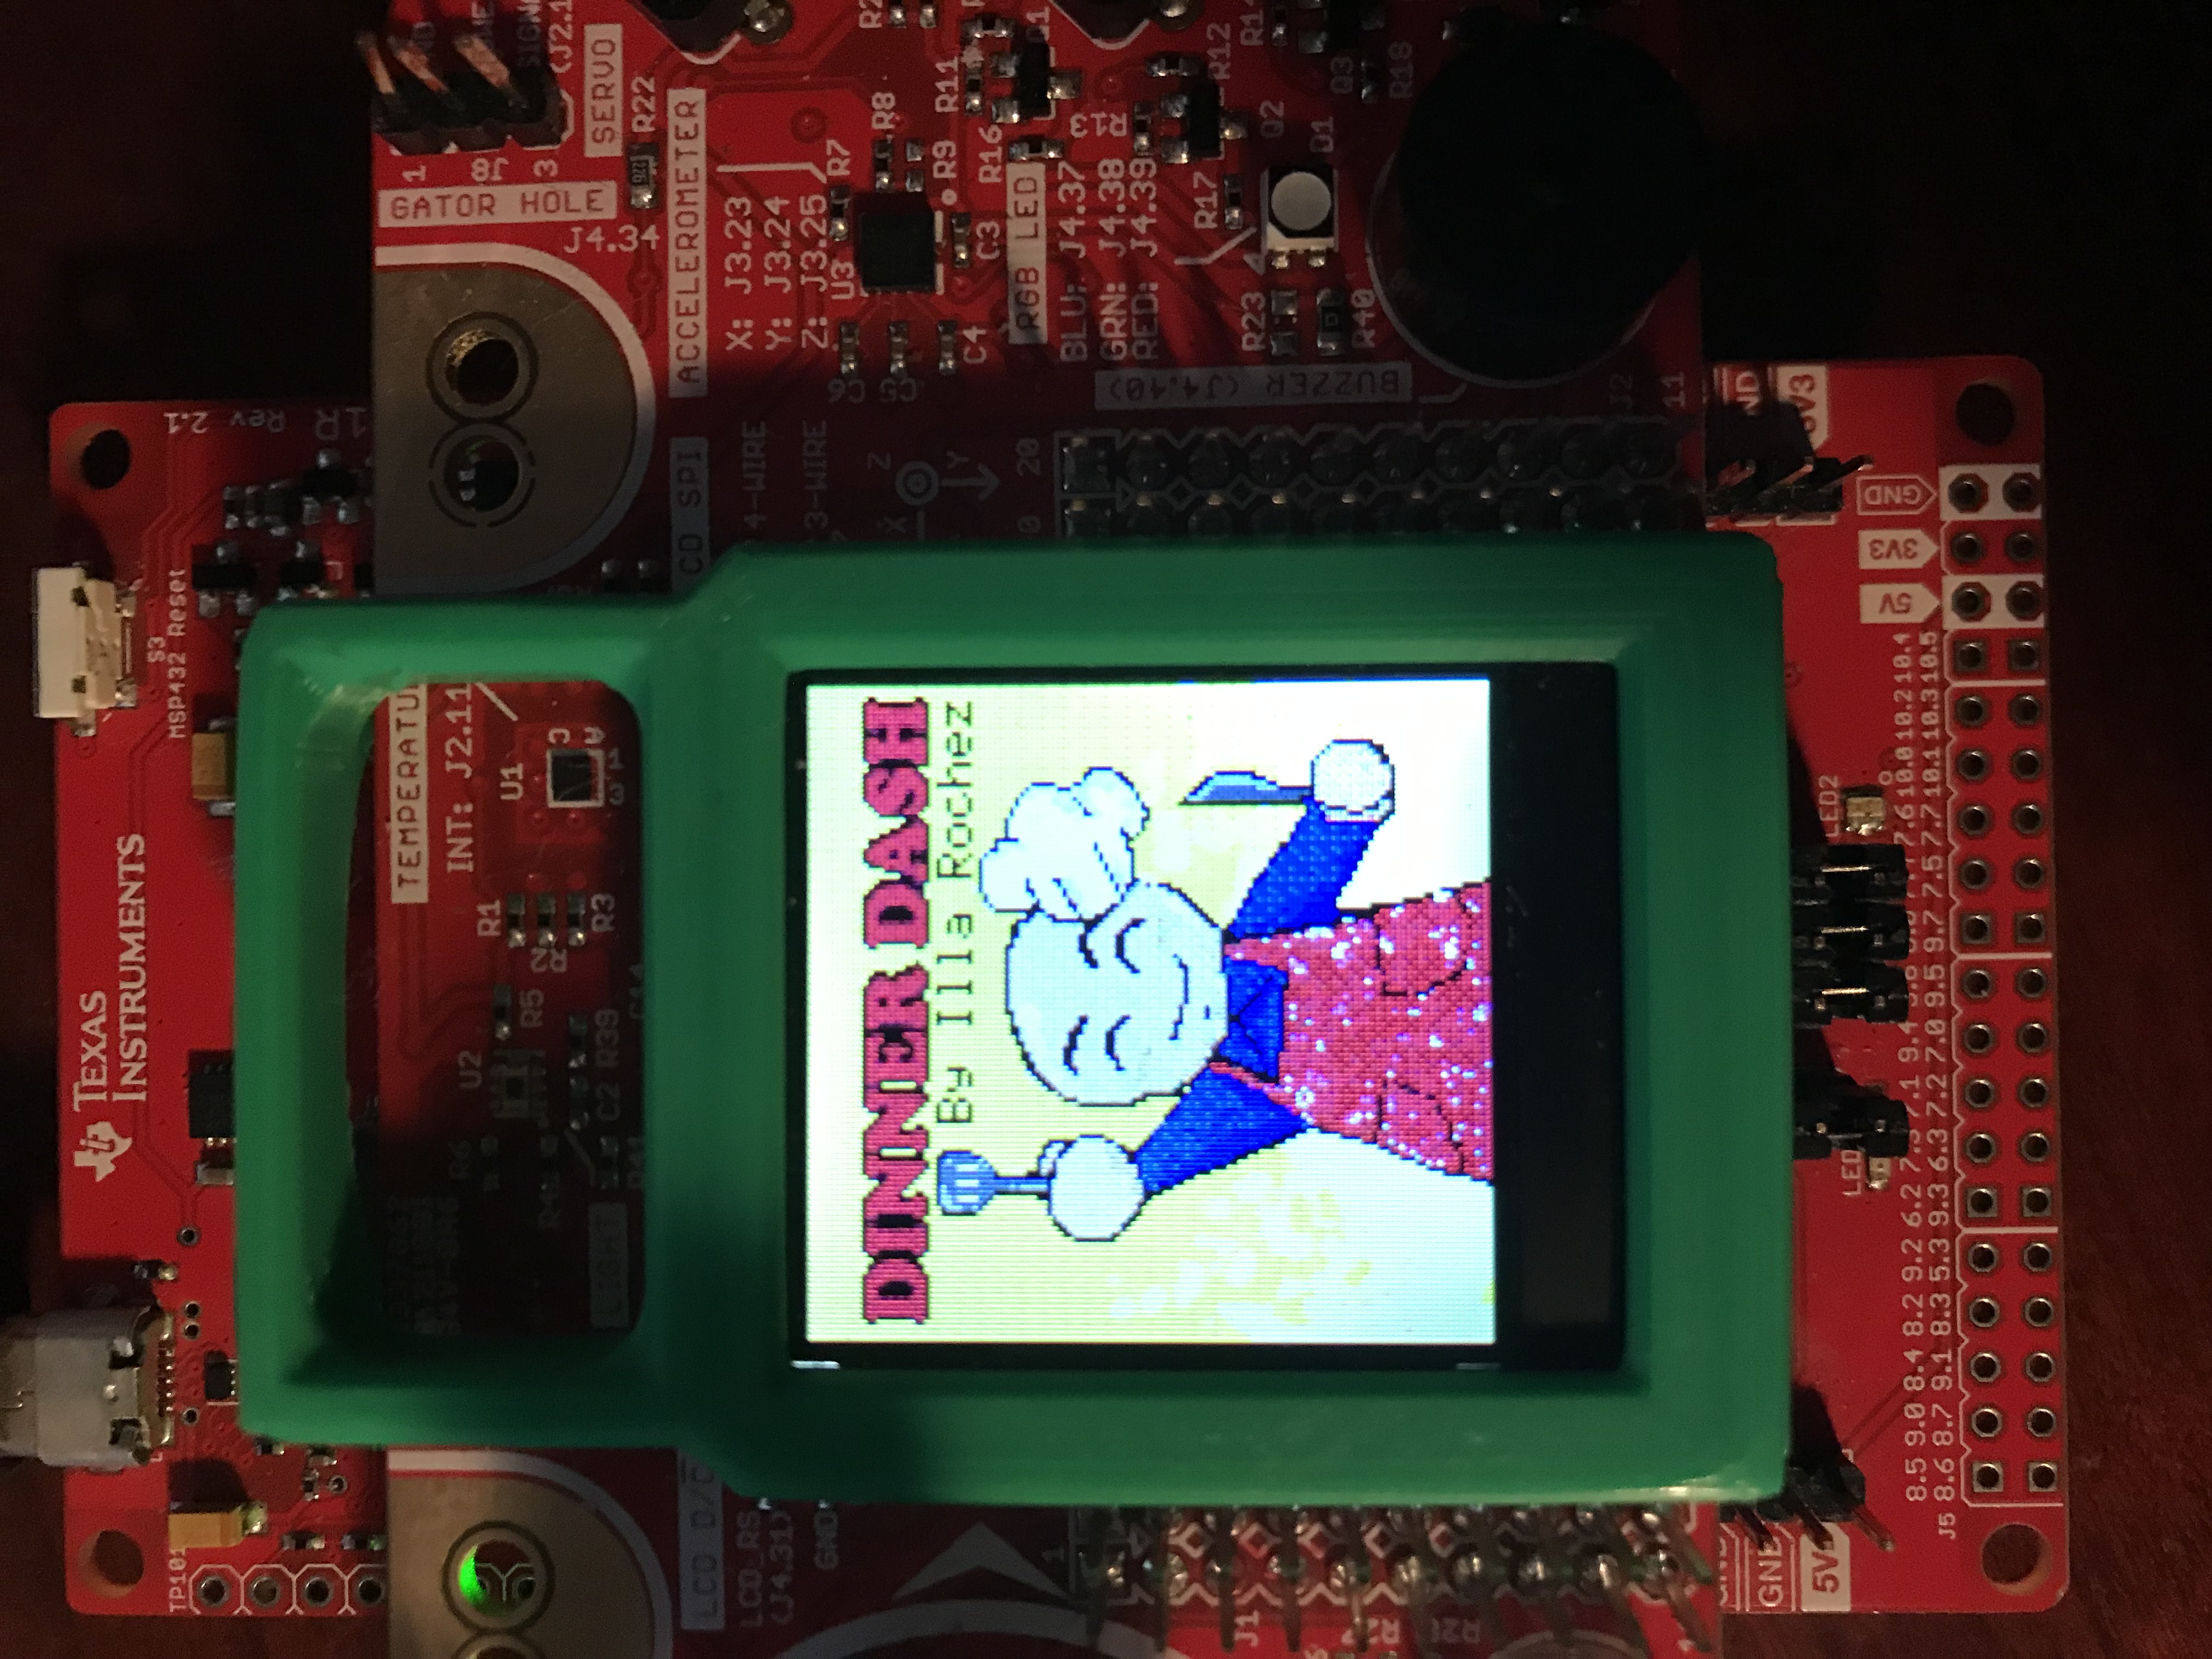 TEXAS
INSTRUMENTS
S3
MSP432 Reset
TP101
Rev 2.1
TEMPERATU
INT: J2.11
R6
U2
R1
U1
R5
R4
R2
C
A
R3
3
1
LIGHT
C2 R39
R41
C14
GATOR HOLE
J4.34
1
J8
3
SERVO
R22
LCD D/C
LCD_RS
(J4.31)
GND
CD SPI
4-WIRE
3-WIRE
ACCELEROMETER
X: J3.23
Y: J3.24
Z: J3.25
C6
U3
R7
C5
R8
R9
C4
C3
R11
R16
X
Z
Y
DINNER DASH
By Illa Rochez
20
RGB LED
BLU: J4.37
GRN: J4.38
RED: J4.39
R13
Q1
R17
R12
R23
4
Q2
D1
R40
Q3
R18
BUZZER (J4.40)
1
J1
J2
11
GND
GND
5V
3V3
LED
LED2
8.5 9.0 8.4 8.2 9.2 6.2 7.3 7.1 9.4 7.6 10.0 10.2 10.4
J5 8.6 8.7 9.1 8.3 5.3 9.3 6.3 7.2 7.0 9.5 9.7 7.5 7.7 10.1 10.3 10.5
5V
3V3
GND